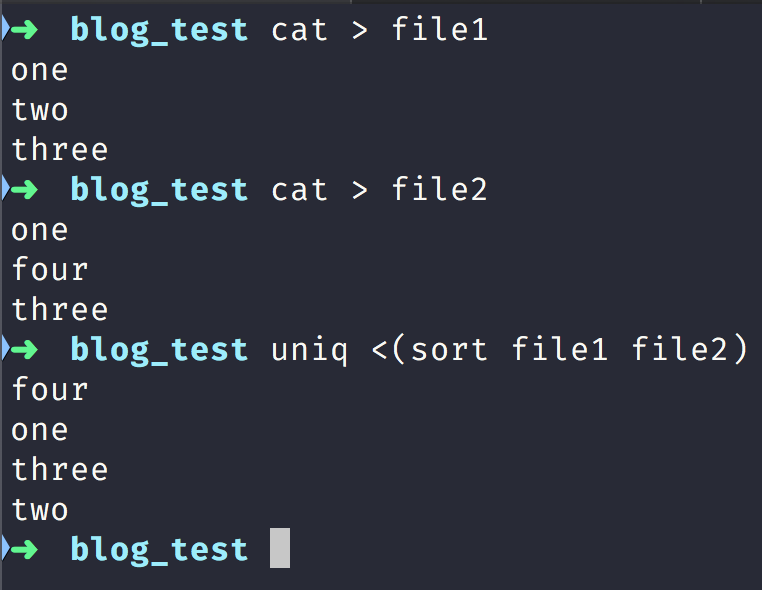 ➜ blog_test cat > file1
one
two
three
➜ blog_test cat > file2
one
four
three
➜ blog_test uniq <(sort file1 file2)
four
one
three
two
➜ blog_test